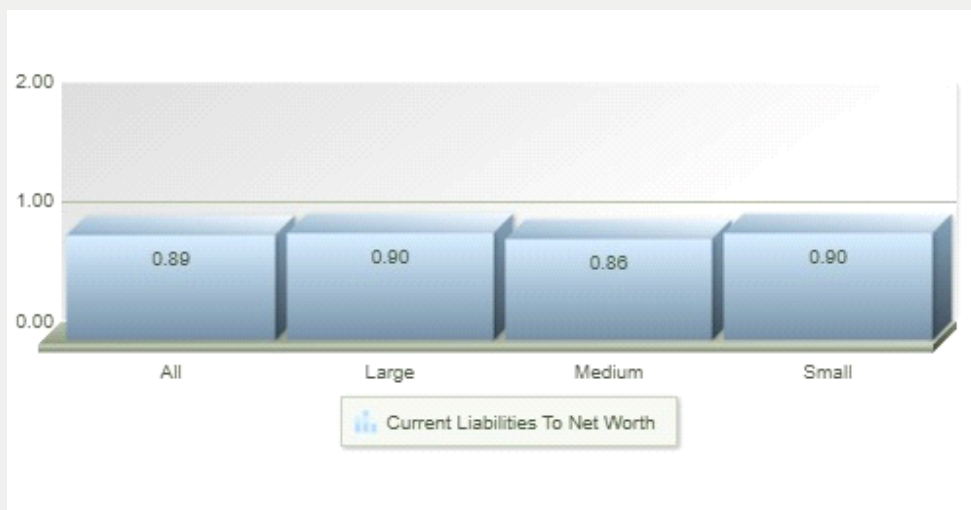 2.00
1.00
0.89 0.90 0.86 0.90
0.00
All Large Medium Small
Current Liabilities To Net Worth